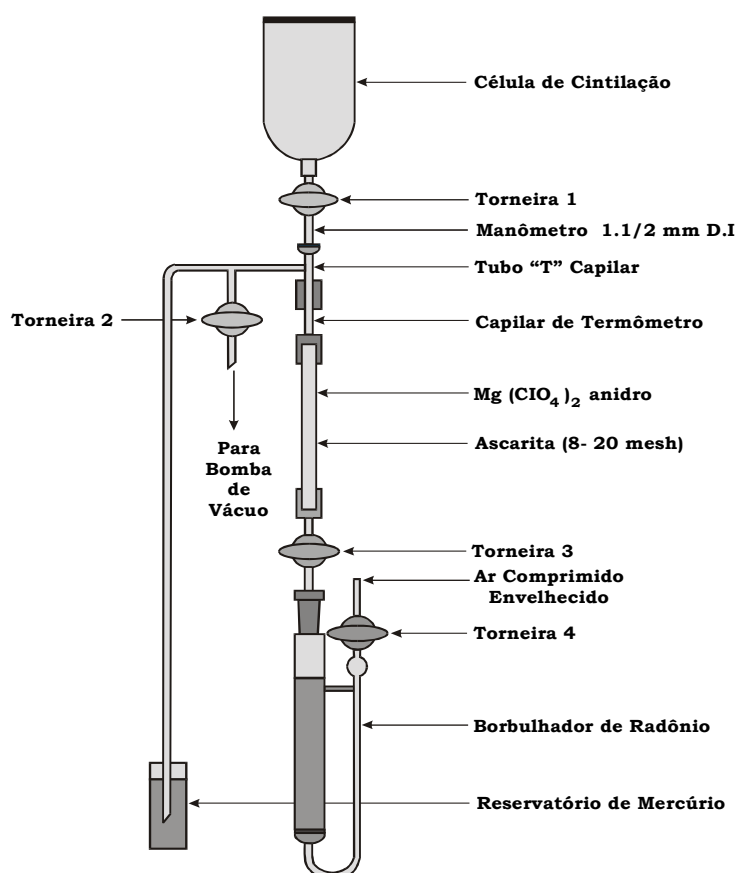 Célula de Cintilação
Torneira 1
Manômetro 1.1/2 mm D.I
Tubo “T” Capilar
Torneira 2
Capilar de Termômetro
Mg (ClO4)2 anidro
Para
Bomba
de
Vácuo
Ascarita (8- 20 mesh)
Torneira 3
Ar Comprimido
Envelhecido
Torneira 4
Borbulhador de Radônio
Reservatório de Mercúrio